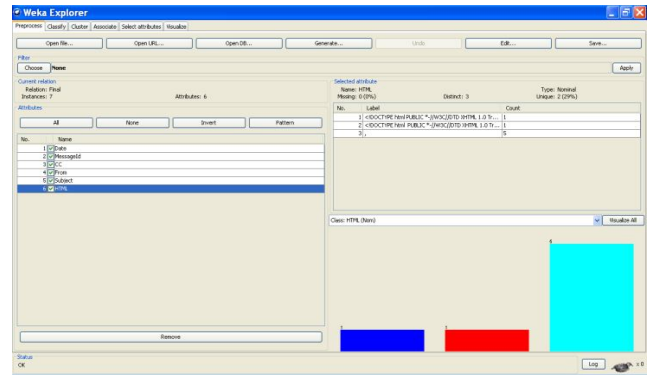 Weka Explorer
Preprocess Classify Cluster Associate Select attributes Visualize
Open file... Open URL... Open DB... Generate... Undo Edit... Save...
Filter
Choose None Apply
Current relation
Relation: Final
Instances: 7 Attributes: 6
Attributes
All None Invert Pattern
No. Name
1 Date
2 MessageId
3 CC
4 From
5 Subject
6 HTML
Remove
Selected attribute
Name: HTML Type: Nominal
Missing: 0 (0%) Distinct: 3 Unique: 2 (29%)
No. Label Count
1 <!DOCTYPE html PUBLIC "-//W3C//DTD XHTML 1.0 Tr... 1
2 <!DOCTYPE html PUBLIC "-//W3C//DTD XHTML 1.0 Tr... 1
3 , 5
Class: HTML (Nom) Visualize All
5
1 1
Status
OK Log x 0